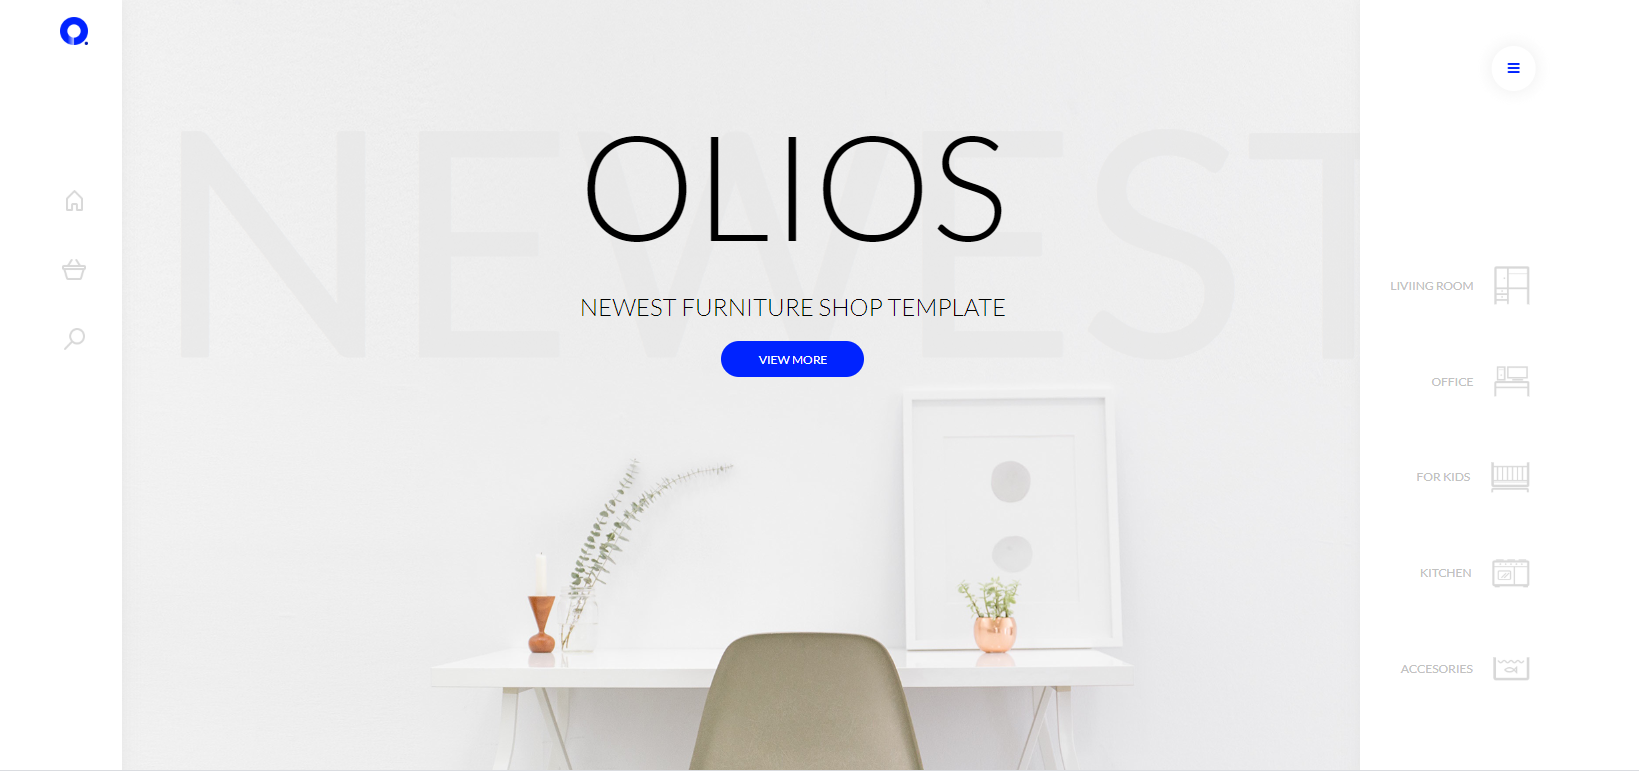 NEWEST
OLIOS
NEWEST FURNITURE SHOP TEMPLATE
VIEW MORE
LIVIING ROOM
OFFICE
FOR KIDS
KITCHEN
ACCESORIES